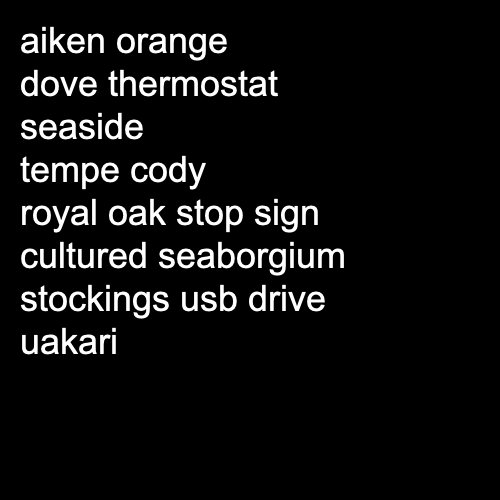 aiken orange
dove thermostat
seaside
tempe cody
royal oak stop sign
cultured seaborgium
stockings usb drive
uakari